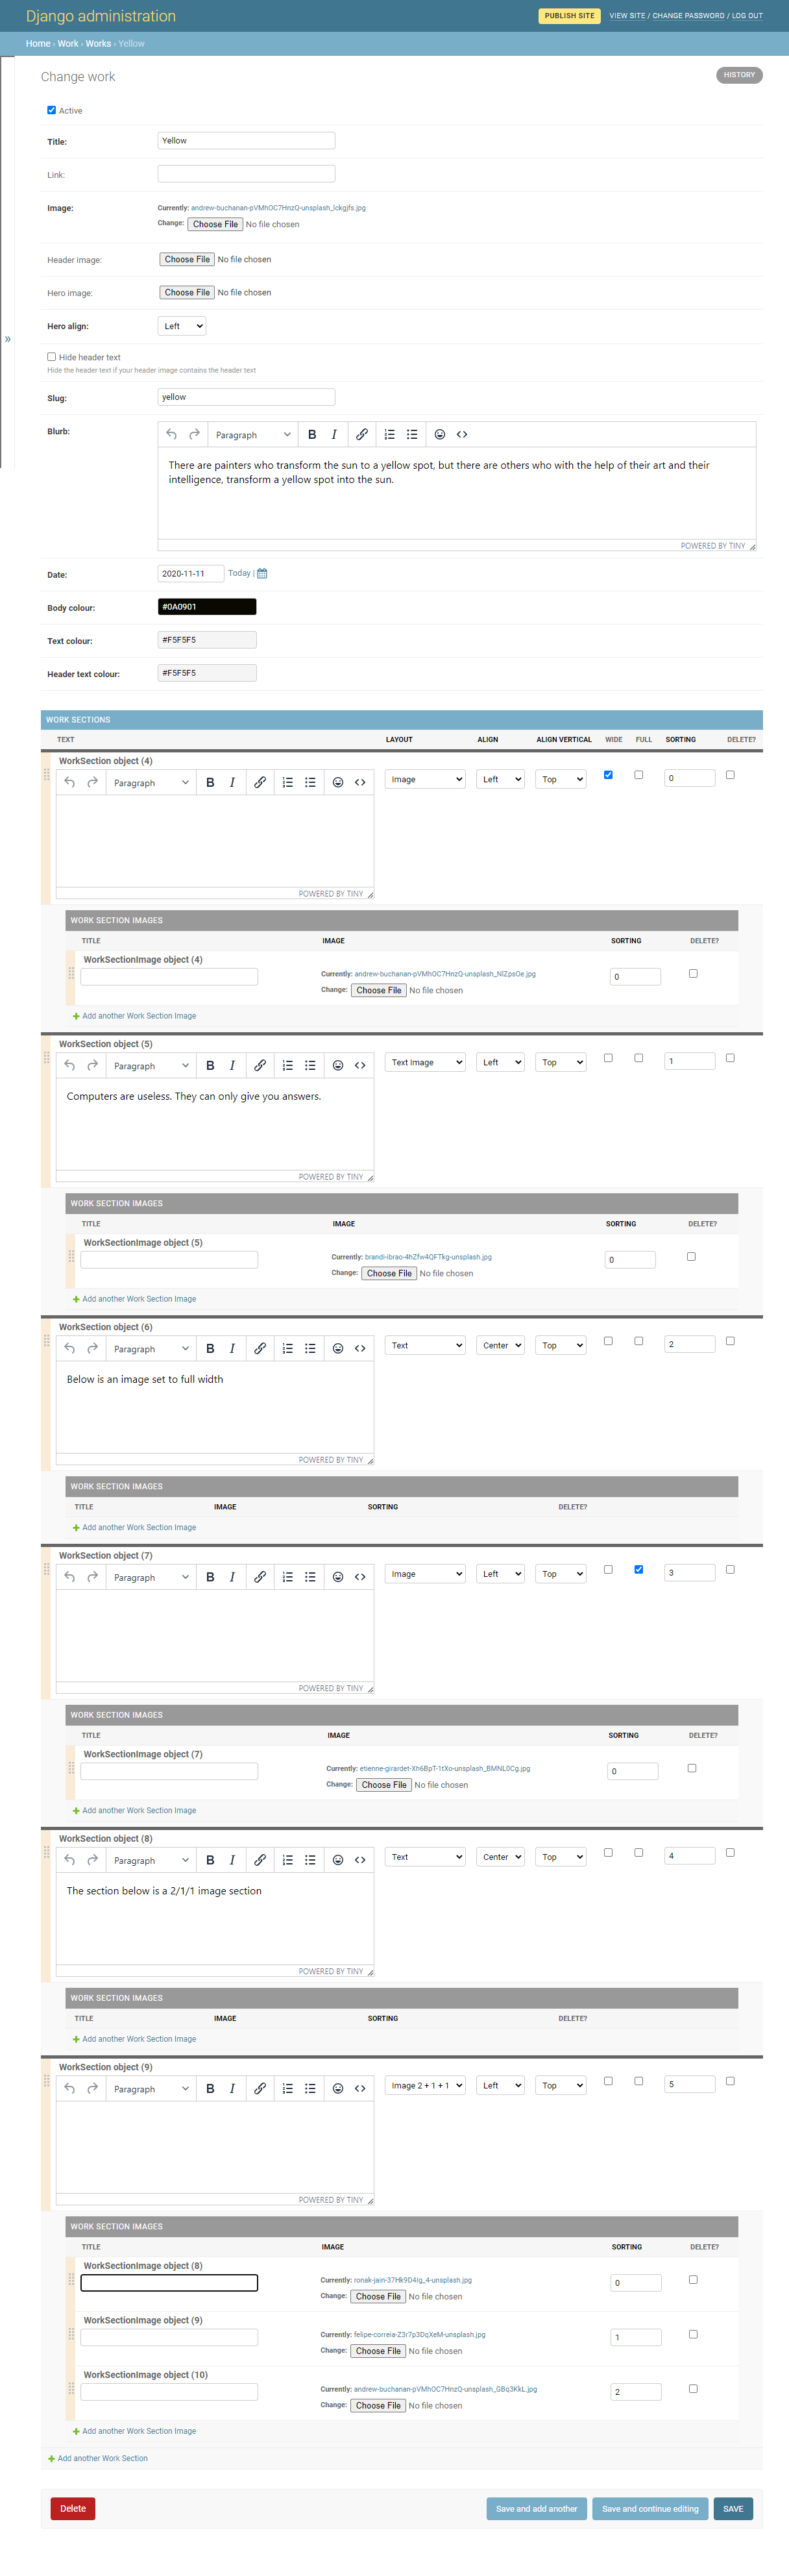 Django administration
PUBLISH SITE VIEW SITE / CHANGE PASSWORD / LOG OUT
Home › Work › Works › Yellow
»
Change work
HISTORY
Active
Title: Yellow
Link:
Image: Currently: andrew-buchanan-pVMhOC7HnzQ-unsplash_lckgjfs.jpg
Change: Choose File No file chosen
Header image: Choose File No file chosen
Hero image: Choose File No file chosen
Hero align: Left
Hide header text
Hide the header text if your header image contains the header text
Slug: yellow
Blurb:
Paragraph B I
There are painters who transform the sun to a yellow spot, but there are others who with the help of their art and their
intelligence, transform a yellow spot into the sun.
POWERED BY TINY
Date: 2020-11-11 Today |
Body colour: #0A0901
Text colour: #F5F5F5
Header text colour: #F5F5F5
WORK SECTIONS
TEXT LAYOUT ALIGN ALIGN VERTICAL WIDE FULL SORTING DELETE?
WorkSection object (4)
Paragraph B I Image Left Top 0
POWERED BY TINY
WORK SECTION IMAGES
TITLE IMAGE SORTING DELETE?
WorkSectionImage object (4)
Currently: andrew-buchanan-pVMhOC7HnzQ-unsplash_NlZpsOe.jpg 0
Change: Choose File No file chosen
Add another Work Section Image
WorkSection object (5)
Paragraph B I Text Image Left Top 1
Computers are useless. They can only give you answers.
POWERED BY TINY
WORK SECTION IMAGES
TITLE IMAGE SORTING DELETE?
WorkSectionImage object (5)
Currently: brandi-ibrao-4hZfw4QFTkg-unsplash.jpg 0
Change: Choose File No file chosen
Add another Work Section Image
WorkSection object (6)
Paragraph B I Text Center Top 2
Below is an image set to full width
POWERED BY TINY
WORK SECTION IMAGES
TITLE IMAGE SORTING DELETE?
Add another Work Section Image
WorkSection object (7)
Paragraph B I Image Left Top 3
POWERED BY TINY
WORK SECTION IMAGES
TITLE IMAGE SORTING DELETE?
WorkSectionImage object (7)
Currently: etienne-girardet-Xh6BpT-1tXo-unsplash_BMNL0Cg.jpg 0
Change: Choose File No file chosen
Add another Work Section Image
WorkSection object (8)
Paragraph B I Text Center Top 4
The section below is a 2/1/1 image section
POWERED BY TINY
WORK SECTION IMAGES
TITLE IMAGE SORTING DELETE?
Add another Work Section Image
WorkSection object (9)
Paragraph B I Image 2 + 1 + 1 Left Top 5
POWERED BY TINY
WORK SECTION IMAGES
TITLE IMAGE SORTING DELETE?
WorkSectionImage object (8)
Currently: ronak-jain-37Hk9D4Ig_4-unsplash.jpg 0
Change: Choose File No file chosen
WorkSectionImage object (9)
Currently: felipe-correia-Z3r7p3DqXeM-unsplash.jpg 1
Change: Choose File No file chosen
WorkSectionImage object (10)
Currently: andrew-buchanan-pVMhOC7HnzQ-unsplash_GBq3KkL.jpg 2
Change: Choose File No file chosen
Add another Work Section Image
Add another Work Section
Delete Save and add another Save and continue editing SAVE